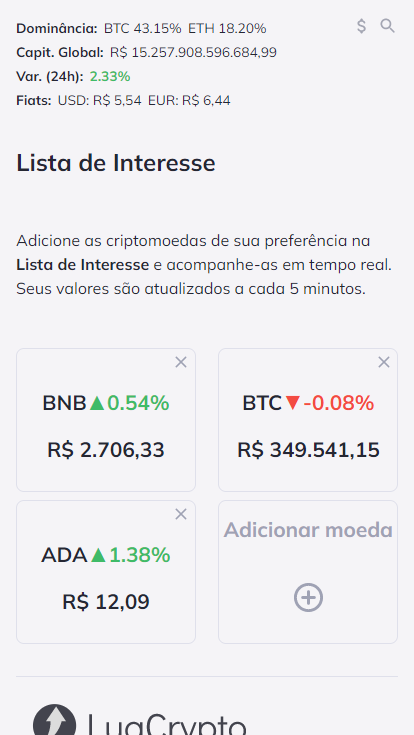 Dominância: BTC 43.15% ETH 18.20%
$
Capit. Global: R$ 15.257.908.596.684,99
Var. (24h): 2.33%
Fiats: USD: R$ 5,54 EUR: R$ 6,44
Lista de Interesse
Adicione as criptomoedas de sua preferência na
Lista de Interesse e acompanhe-as em tempo real.
Seus valores são atualizados a cada 5 minutos.
BNB▲0.54%
R$ 2.706,33
BTC▼-0.08%
R$ 349.541,15
ADA▲1.38%
R$ 12,09
Adicionar moeda
LuaCrypto